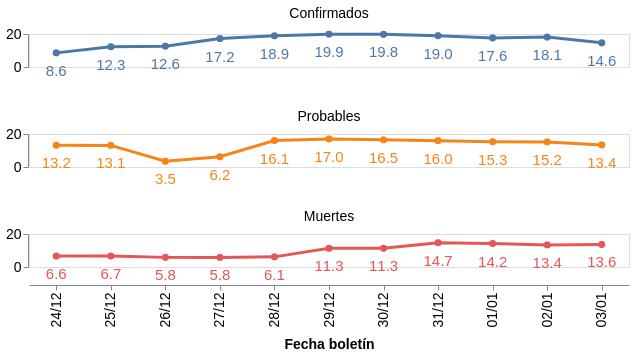 Confirmados
20
0
8.6 12.3 12.6 17.2 18.9 19.9 19.8 19.0 17.6 18.1 14.6
Probables
20
0
13.2 13.1 3.5 6.2 16.1 17.0 16.5 16.0 15.3 15.2 13.4
Muertes
20
0
6.6 6.7 5.8 5.8 6.1 11.3 11.3 14.7 14.2 13.4 13.6
24/12 25/12 26/12 27/12 28/12 29/12 30/12 31/12 01/01 02/01 03/01
Fecha boletín